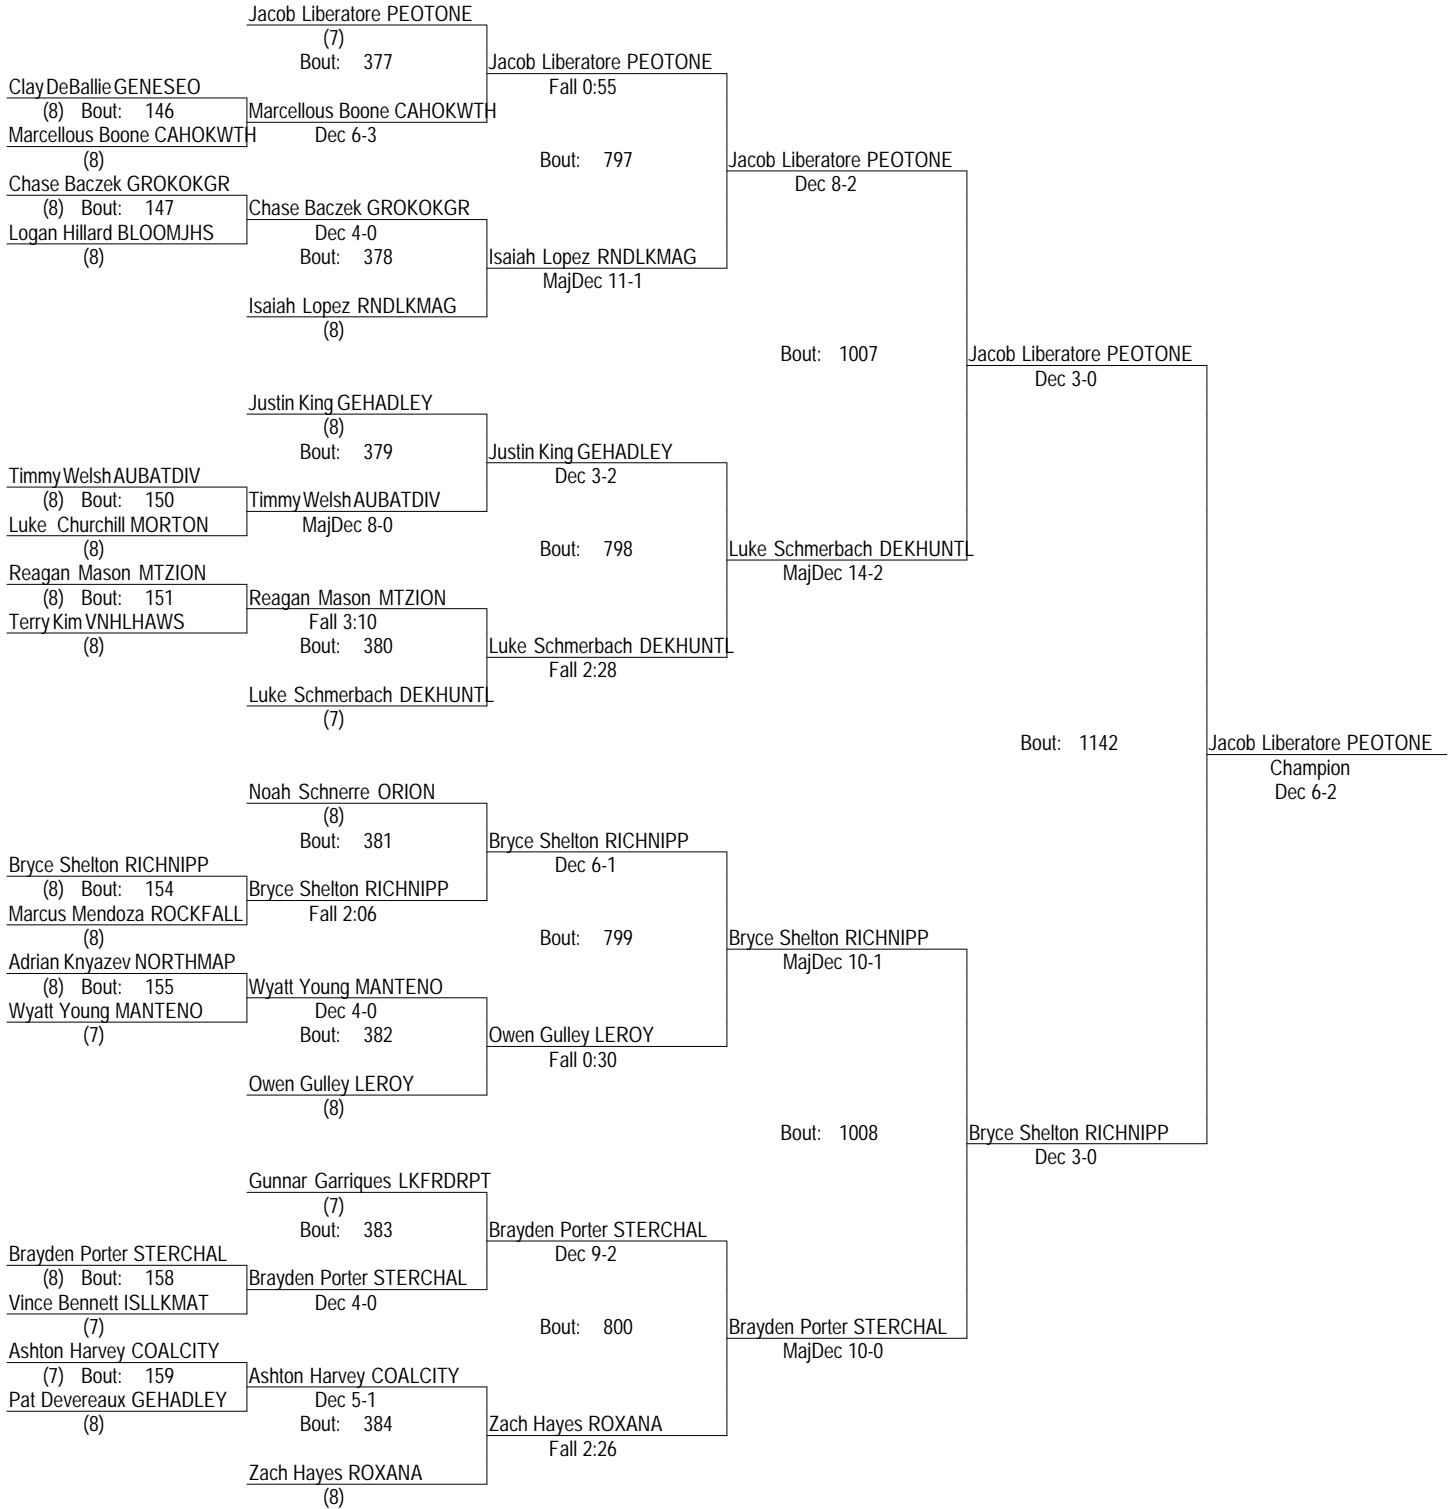 Jacob Liberatore PEOTONE
(7)
Bout: 377
Jacob Liberatore PEOTONE
Fall 0:55
Clay DeBallie GENESEO
(8) Bout: 146
Marcellous Boone CAHOKWTH
Dec 6-3
Marcellous Boone CAHOKWTH
(8)
Bout: 797
Jacob Liberatore PEOTONE
Dec 8-2
Chase Baczek GROKOKGR
(8) Bout: 147
Chase Baczek GROKOKGR
Dec 4-0
Logan Hillard BLOOMJHS
(8)
Bout: 378
Isaiah Lopez RNDLKMAG
MajDec 11-1
Isaiah Lopez RNDLKMAG
(8)
Bout: 1007
Jacob Liberatore PEOTONE
Dec 3-0
Justin King GEHADLEY
(8)
Bout: 379
Justin King GEHADLEY
Dec 3-2
Timmy Welsh AUBATDIV
(8) Bout: 150
Timmy Welsh AUBATDIV
MajDec 8-0
Luke Churchill MORTON
(8)
Bout: 798
Luke Schmerbach DEKHUNTL
MajDec 14-2
Reagan Mason MTZION
(8) Bout: 151
Reagan Mason MTZION
Fall 3:10
Terry Kim VNHLHAWS
(8)
Bout: 380
Luke Schmerbach DEKHUNTL
Fall 2:28
Luke Schmerbach DEKHUNTL
(7)
Bout: 1142
Jacob Liberatore PEOTONE
Champion
Dec 6-2
Noah Schnerre ORION
(8)
Bout: 381
Bryce Shelton RICHNIPP
Dec 6-1
Bryce Shelton RICHNIPP
(8) Bout: 154
Bryce Shelton RICHNIPP
Fall 2:06
Marcus Mendoza ROCKFALL
(8)
Bout: 799
Bryce Shelton RICHNIPP
MajDec 10-1
Adrian Knyazev NORTHMAP
(8) Bout: 155
Wyatt Young MANTENO
Dec 4-0
Wyatt Young MANTENO
(7)
Bout: 382
Owen Gulley LEROY
Fall 0:30
Owen Gulley LEROY
(8)
Bout: 1008
Bryce Shelton RICHNIPP
Dec 3-0
Gunnar Garriques LKFRDRPT
(7)
Bout: 383
Brayden Porter STERCHAL
Dec 9-2
Brayden Porter STERCHAL
(8) Bout: 158
Brayden Porter STERCHAL
Dec 4-0
Vince Bennett ISLLKMAT
(7)
Bout: 800
Brayden Porter STERCHAL
MajDec 10-0
Ashton Harvey COALCITY
(7) Bout: 159
Ashton Harvey COALCITY
Dec 5-1
Pat Devereaux GEHADLEY
(8)
Bout: 384
Zach Hayes ROXANA
Fall 2:26
Zach Hayes ROXANA
(8)